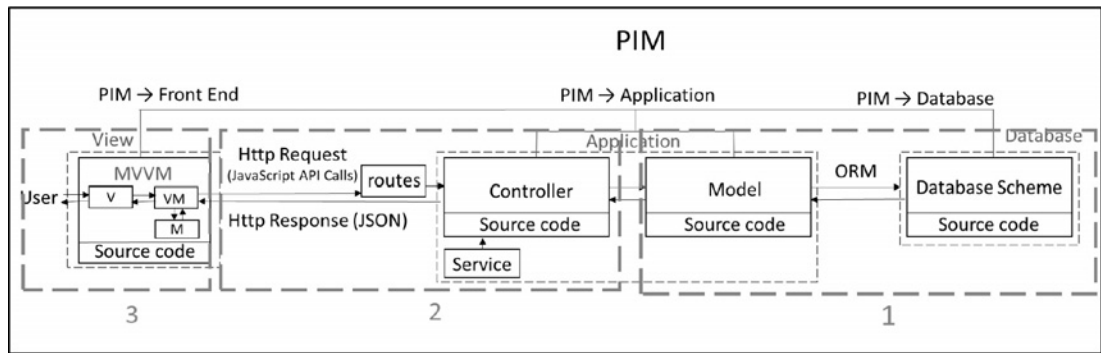 PIM
PIM → Front End
PIM → Application
PIM → Database
View
Application
Database
MVVM
Http Request
(JavaScript API Calls)
routes
Controller
Model
ORM
Database Scheme
User
V
VM
M
Http Response (JSON)
Source code
Source code
Source code
Source code
Service
3
2
1